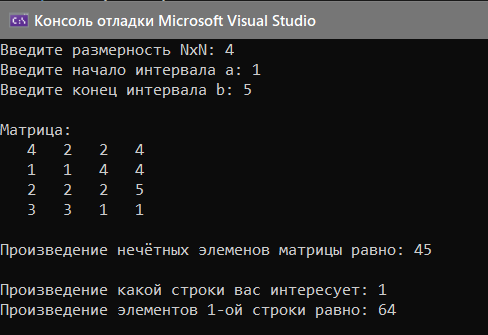 Консоль отладки Microsoft Visual Studio
Введите размерность NxN: 4
Введите начало интервала a: 1
Введите конец интервала b: 5
Матрица:
4 2 2 4
1 1 4 4
2 2 2 5
3 3 1 1
Произведение нечётных элеменов матрицы равно: 45
Произведение какой строки вас интересует: 1
Произведение элементов 1-ой строки равно: 64